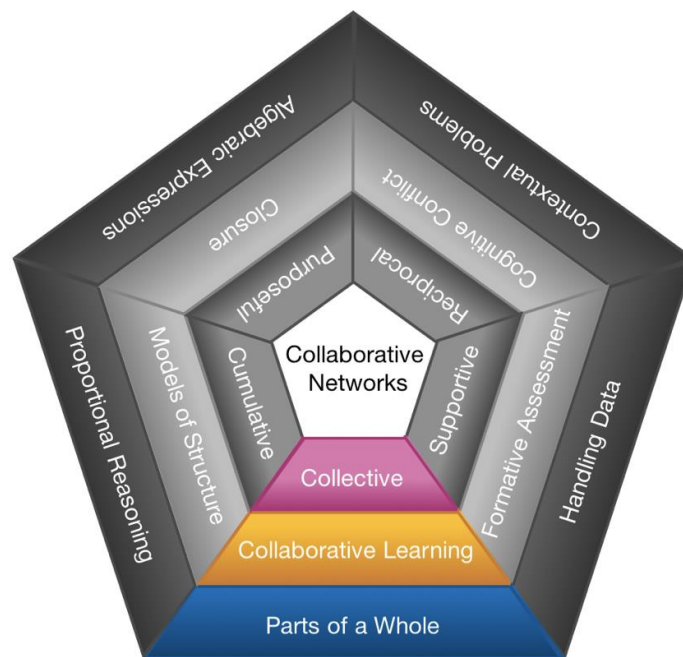 Algebraic Expressions
Contextual Problems
Closure
Cognitive Conflict
Purposeful
Reciprocal
Collaborative
Networks
Proportional Reasoning
Models of Structure
Cumulative
Supportive
Formative Assessment
Handling Data
Collective
Collaborative Learning
Parts of a Whole